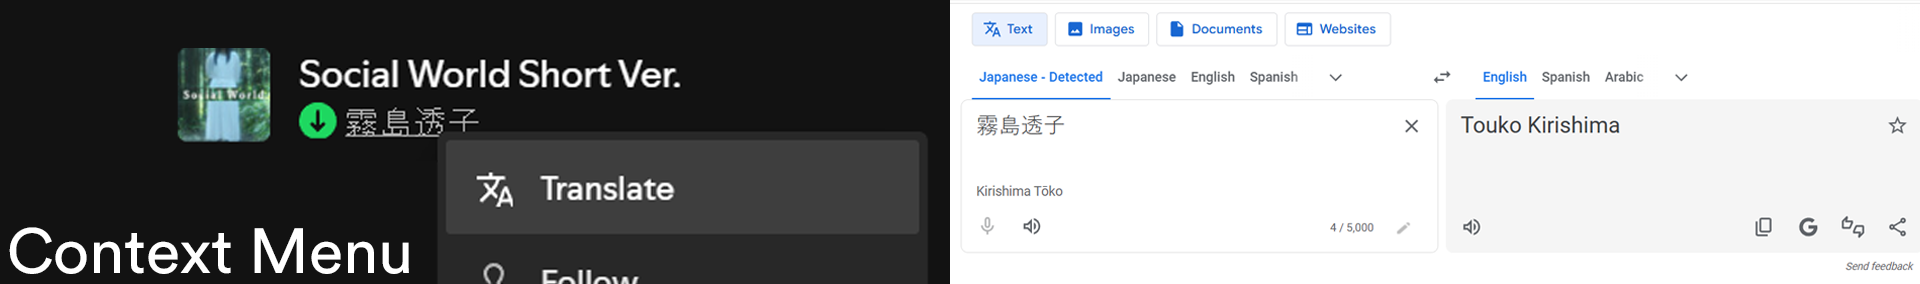 Social World Short Ver.
Social World
霧島透子
Translate
Follow
Context Menu
Text Images Documents Websites
Japanese - Detected Japanese English Spanish
English Spanish Arabic
霧島透子
Kirishima Tōko
4 / 5,000
Touko Kirishima
Send feedback